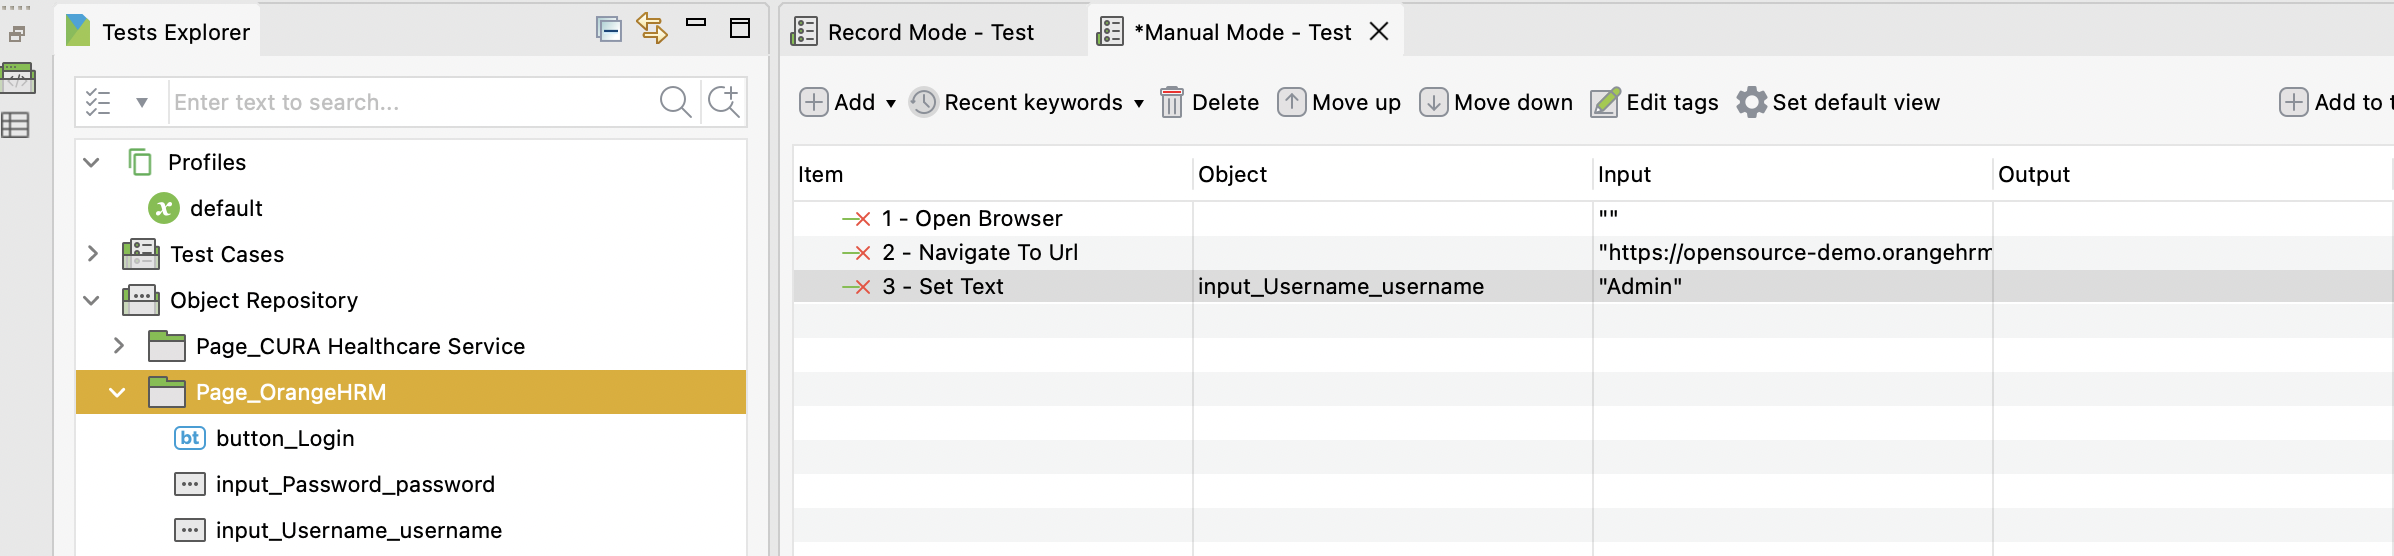 Tests Explorer
Enter text to search...
Profiles
default
Test Cases
Object Repository
Page_CURA Healthcare Service
Page_OrangeHRM
bt button_Login
input_Password_password
input_Username_username
Record Mode - Test
*Manual Mode - Test
Add Recent keywords Delete Move up Move down Edit tags Set default view Add to t
Item Object Input Output
1 - Open Browser ""
2 - Navigate To Url "https://opensource-demo.orangehrm
3 - Set Text input_Username_username "Admin"